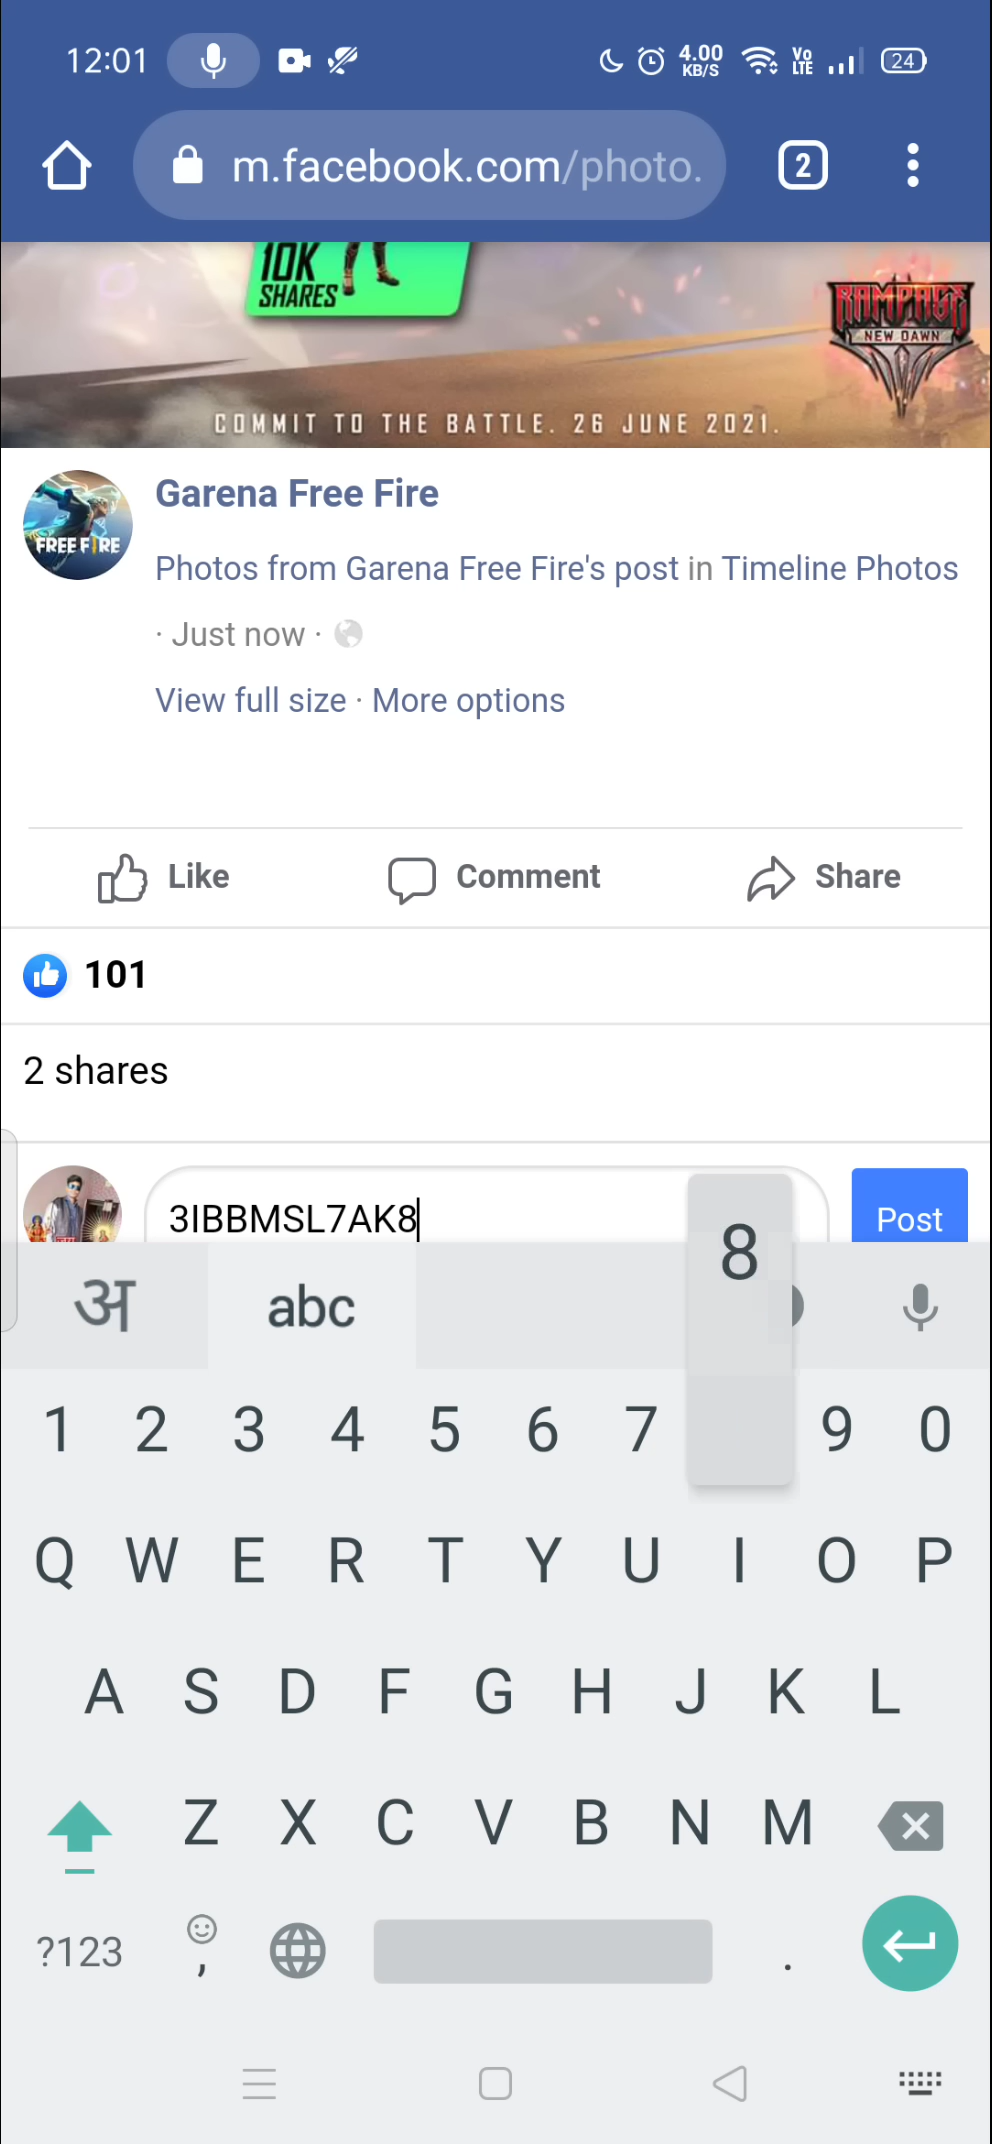 12:01 4.00 KB/S Vo LTE 24
m.facebook.com/photo. 2
10K
SHARES
RAMPAGE
NEW DAWN
COMMIT TO THE BATTLE. 26 JUNE 2021.
FREE FIRE
Garena Free Fire
Photos from Garena Free Fire's post in Timeline Photos
· Just now ·
View full size · More options
Like Comment Share
101
2 shares
3IBBMSL7AK8 Post
8
अ abc
1 2 3 4 5 6 7 9 0
Q W E R T Y U I O P
A S D F G H J K L
Z X C V B N M
?123 , .